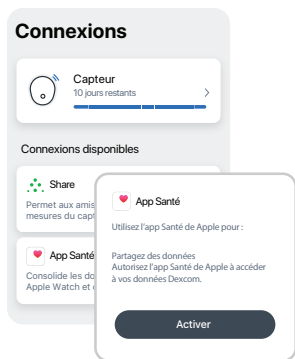 Connexions
Capteur
10 jours restants
Connexions disponibles
Share
Permet aux amis
mesures du capt
App Santé
Consolide les do
Apple Watch et
App Santé
Utilisez l'app Santé de Apple pour :
Partagez des données
Autorisez l'app Santé de Apple à accéder
à vos données Dexcom.
Activer